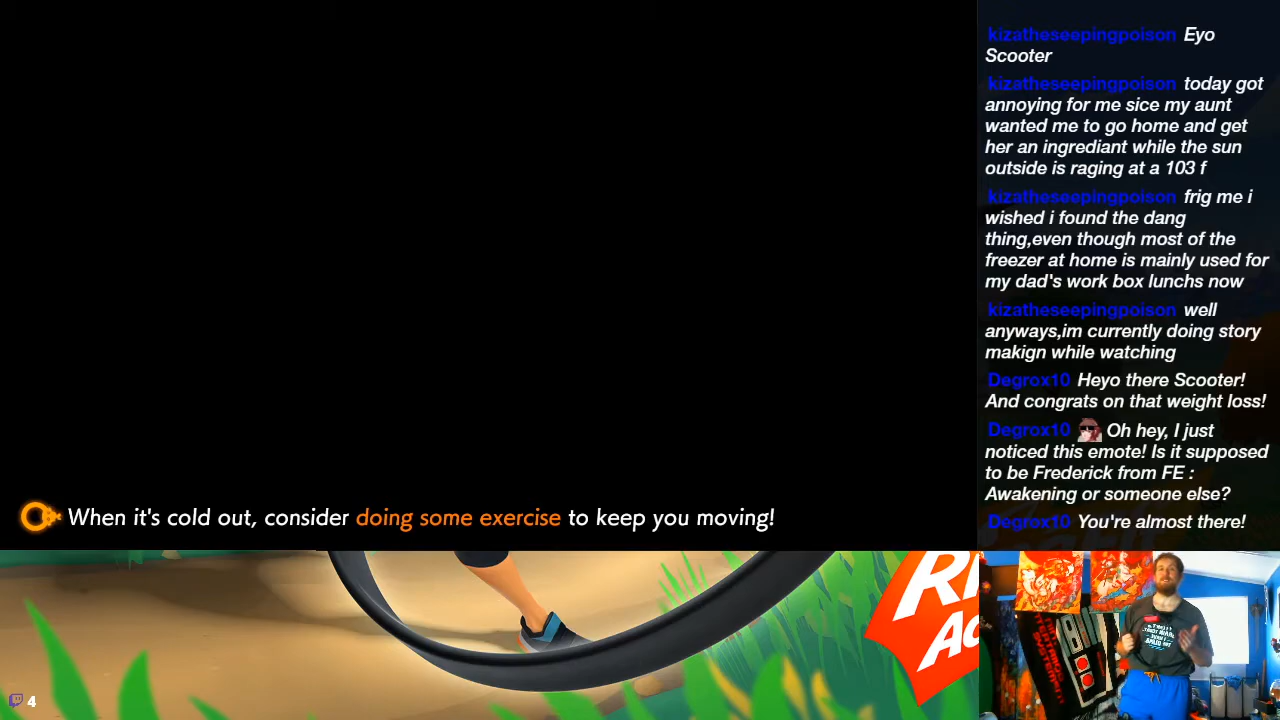 kizatheseepingpoison Eyo
Scooter
kizatheseepingpoison today got
annoying for me sice my aunt
wanted me to go home and get
her an ingrediant while the sun
outside is raging at a 103 f
kizatheseepingpoison frig me i
wished i found the dang
thing,even though most of the
freezer at home is mainly used for
my dad's work box lunchs now
kizatheseepingpoison well
anyways,im currently doing story
makign while watching
Degrox10 Heyo there Scooter!
And congrats on that weight loss!
Degrox10 Oh hey, I just
noticed this emote! Is it supposed
to be Frederick from FE :
Awakening or someone else?
Degrox10 You're almost there!
When it's cold out, consider doing some exercise to keep you moving!
4